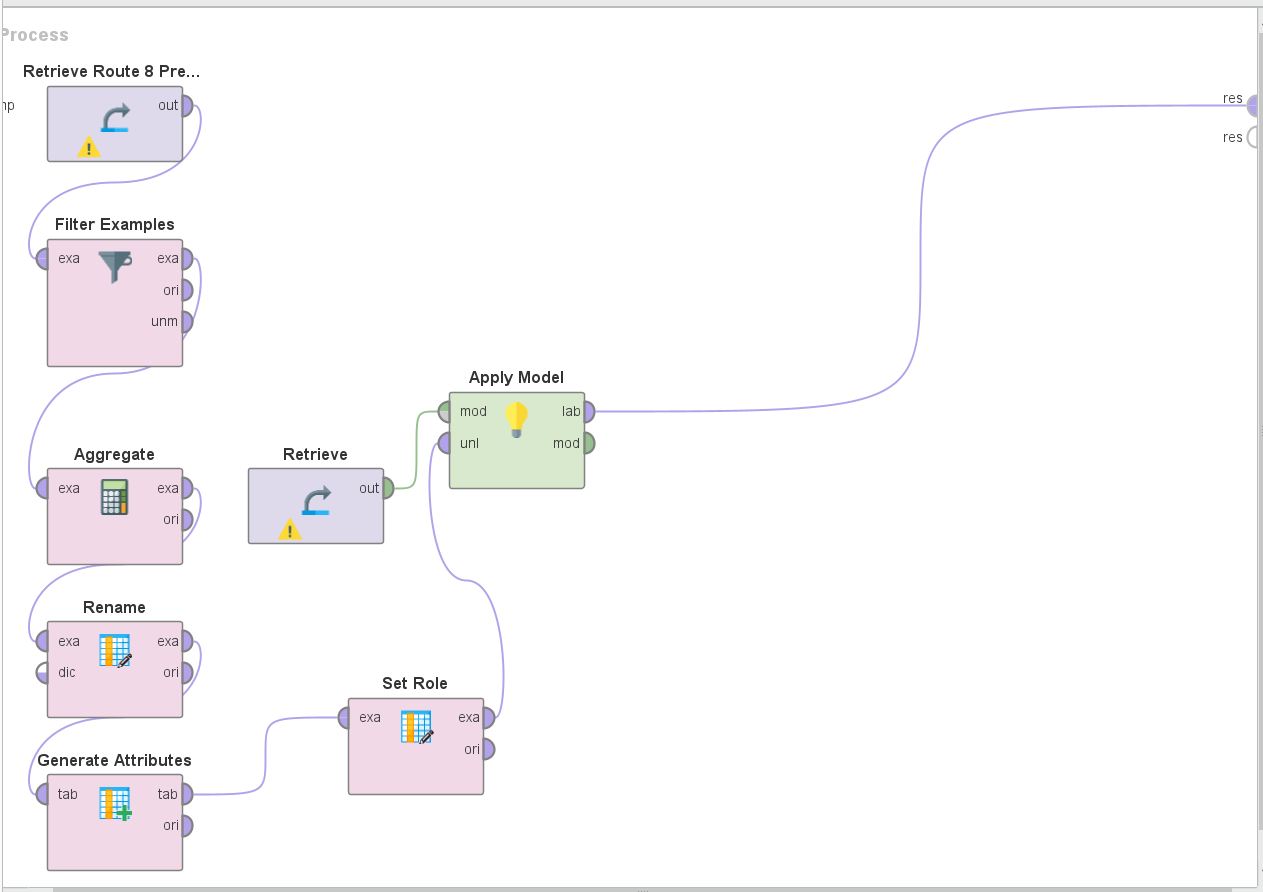 Process
Retrieve Route 8 Pre...
out
res
res
Filter Examples
exa
exa
ori
unm
Apply Model
mod
lab
unl
mod
Aggregate
exa
exa
ori
Retrieve
out
Rename
exa
exa
dic
ori
Set Role
exa
exa
ori
Generate Attributes
tab
tab
ori